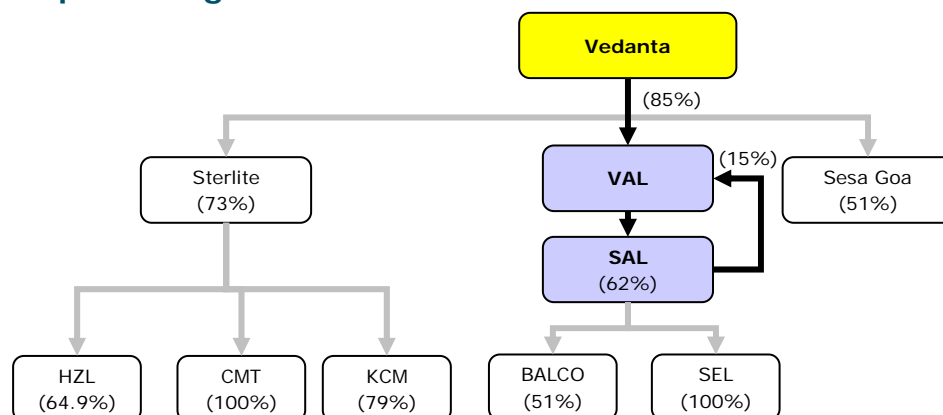 Vedanta
(85%)
Sterlite
(73%)
VAL
(15%)
Sesa Goa
(51%)
SAL
(62%)
HZL
(64.9%)
CMT
(100%)
KCM
(79%)
BALCO
(51%)
SEL
(100%)